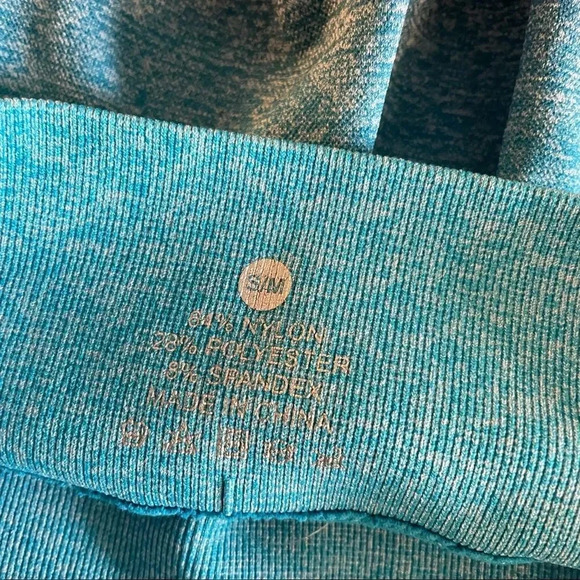 S/M
64% NYLON
28% POLYESTER
8% SPANDEX
MADE IN CHINA